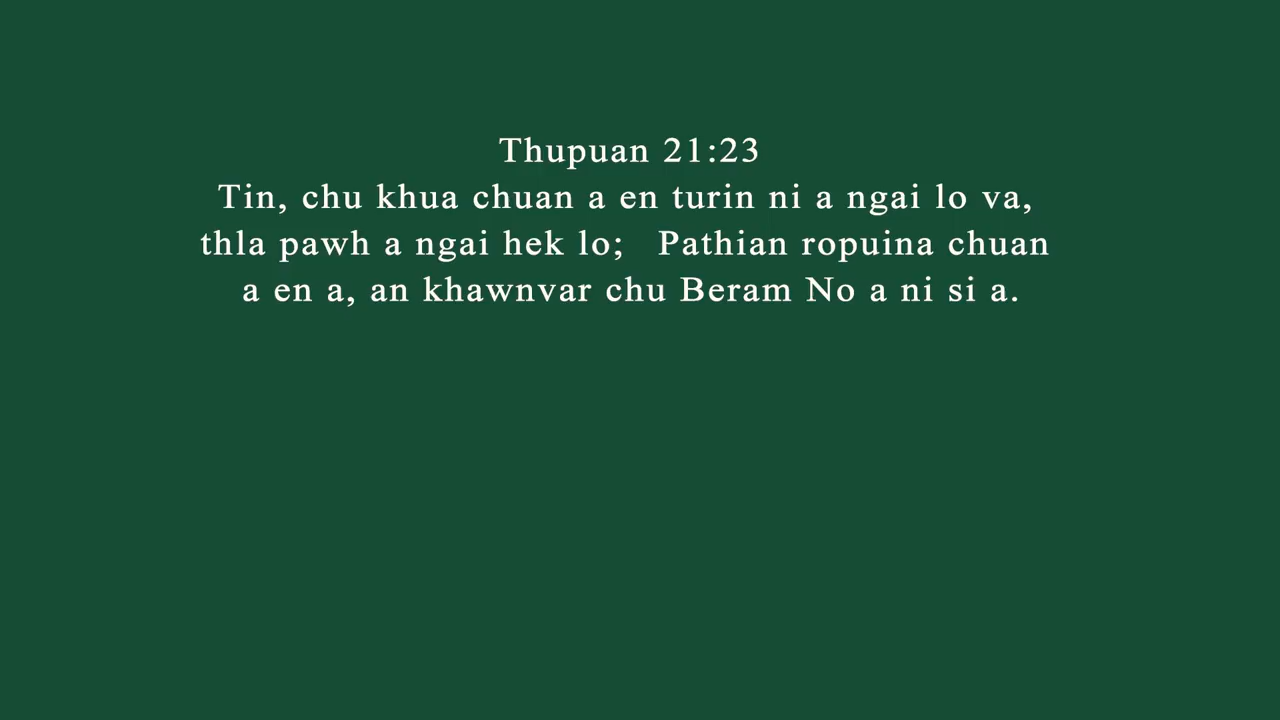 Thupuan 21:23
Tin, chu khua chuan a en turin ni a ngai lo va,
thla pawh a ngai hek lo; Pathian ropuina chuan
a en a, an khawnvar chu Beram No a ni si a.